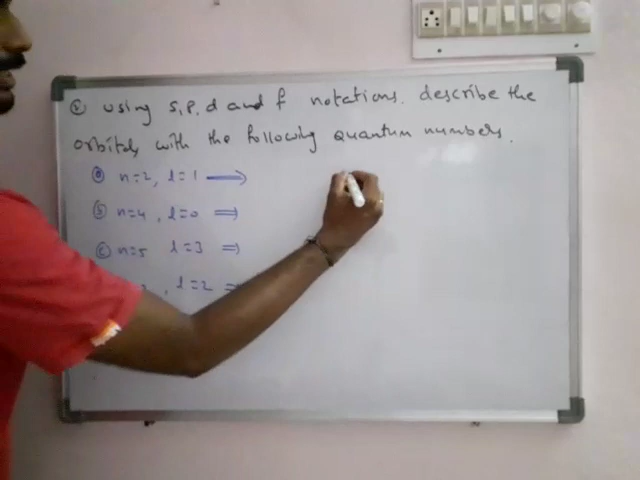 using s, p, d and f notations. describe the
orbitals with the following quantum numbers.
ⓐ n=2, l=1 ⟹
ⓑ n=4, l=0 ⟹
ⓒ n=5 l=3 ⟹
, l=2 ⟹